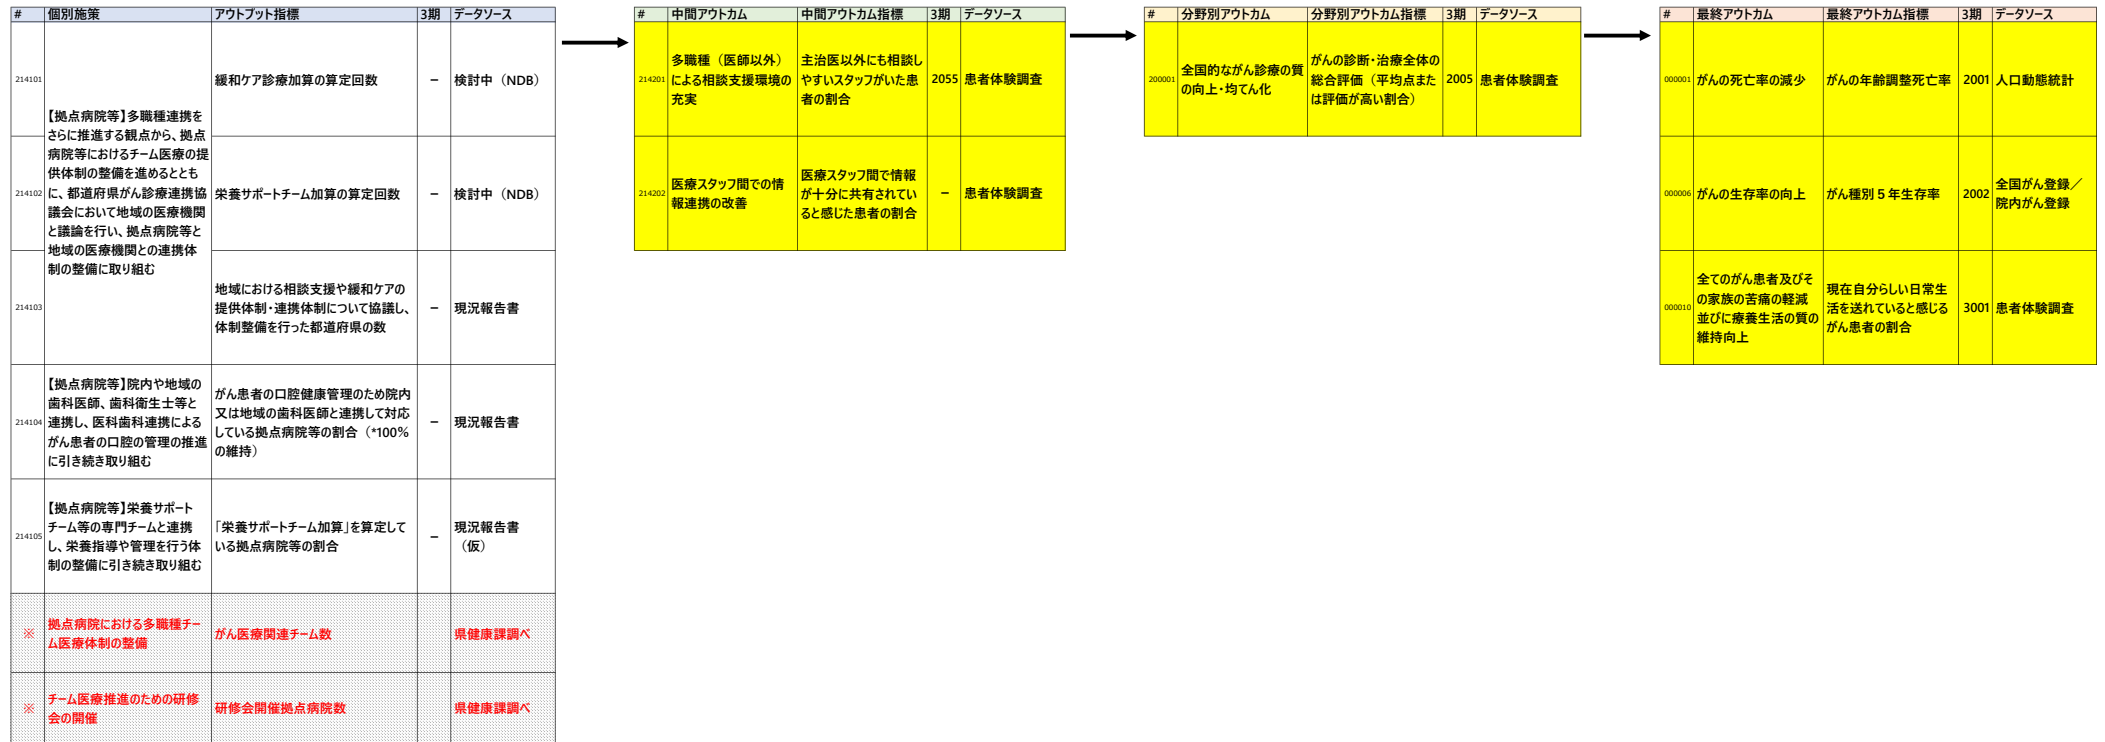 # 個別施策 アウトプット指標 3期 データソース
214101
【拠点病院等】多職種連携を
さらに推進する観点から、拠点
病院等におけるチーム医療の提
供体制の整備を進めるととも
に、都道府県がん診療連携協
議会において地域の医療機関
と議論を行い、拠点病院等と
地域の医療機関との連携体
制の整備に取り組む
緩和ケア診療加算の算定回数 － 検討中（NDB）
214102
栄養サポートチーム加算の算定回数 － 検討中（NDB）
214103
地域における相談支援や緩和ケアの
提供体制・連携体制について協議し、
体制整備を行った都道府県の数
－ 現況報告書
214104
【拠点病院等】院内や地域の
歯科医師、歯科衛生士等と
連携し、医科歯科連携による
がん患者の口腔の管理の推進
に引き続き取り組む
がん患者の口腔健康管理のため院内
又は地域の歯科医師と連携して対応
している拠点病院等の割合（*100%
の維持）
－ 現況報告書
214105
【拠点病院等】栄養サポート
チーム等の専門チームと連携
し、栄養指導や管理を行う体
制の整備に引き続き取り組む
「栄養サポートチーム加算」を算定して
いる拠点病院等の割合
－ 現況報告書
（仮）
※
拠点病院における多職種チー
ム医療体制の整備
がん医療関連チーム数
県健康課調べ
※
チーム医療推進のための研修
会の開催
研修会開催拠点病院数
県健康課調べ
# 中間アウトカム 中間アウトカム指標 3期 データソース
214201
多職種（医師以外）
による相談支援環境の
充実
主治医以外にも相談し
やすいスタッフがいた患
者の割合
2055 患者体験調査
214202
医療スタッフ間での情
報連携の改善
医療スタッフ間で情報
が十分に共有されてい
ると感じた患者の割合
－ 患者体験調査
# 分野別アウトカム 分野別アウトカム指標 3期 データソース
200001
全国的ながん診療の質
の向上・均てん化
がんの診断・治療全体の
総合評価（平均点また
は評価が高い割合）
2005 患者体験調査
# 最終アウトカム 最終アウトカム指標 3期 データソース
000001 がんの死亡率の減少 がんの年齢調整死亡率 2001 人口動態統計
000006 がんの生存率の向上 がん種別５年生存率 2002
全国がん登録／
院内がん登録
000010
全てのがん患者及びそ
の家族の苦痛の軽減
並びに療養生活の質の
維持向上
現在自分らしい日常生
活を送れていると感じる
がん患者の割合
3001 患者体験調査